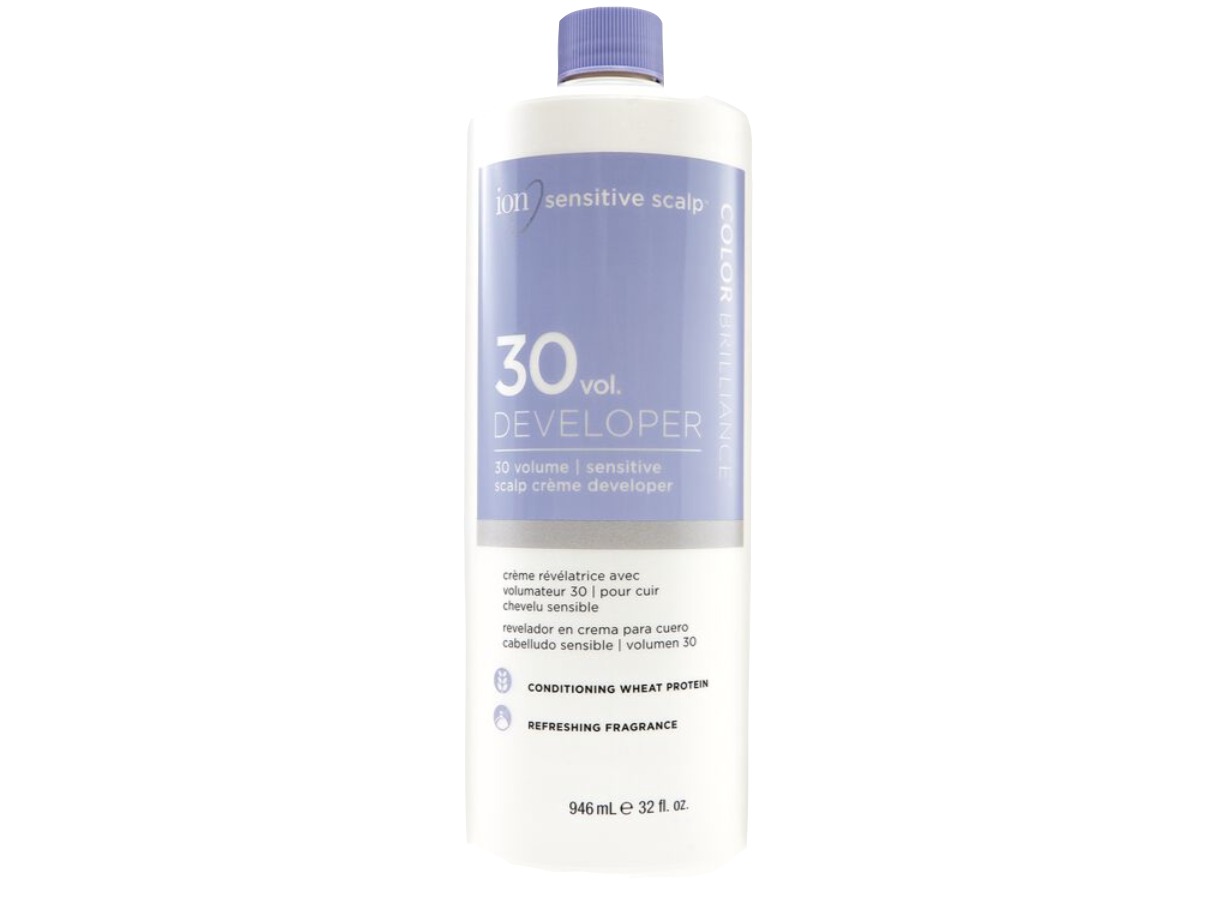 ion sensitive scalp™
COLOR BRILLIANCE
30 vol.
DEVELOPER
30 volume | sensitive
scalp crème developer
crème révélatrice avec
volumateur 30 | pour cuir
chevelu sensible
revelador en crema para cuero
cabelludo sensible | volumen 30
CONDITIONING WHEAT PROTEIN
REFRESHING FRAGRANCE
946 mL ℮ 32 fl. oz.